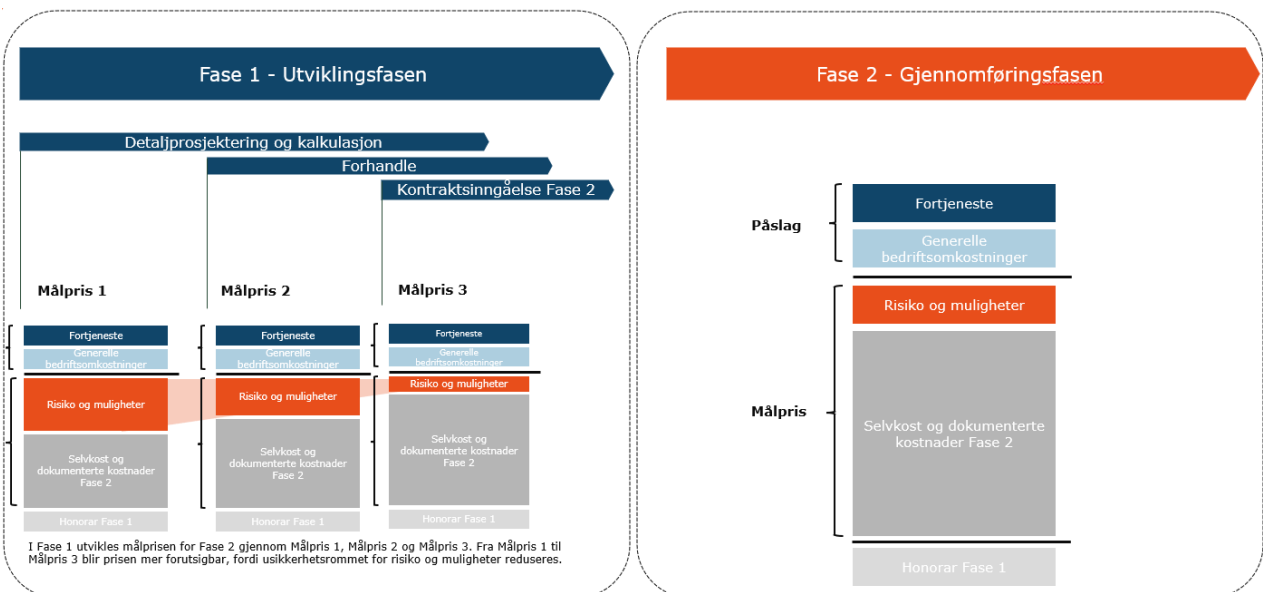 Fase 1 - Utviklingsfasen
Detaljprosjektering og kalkulasjon
Forhandle
Kontraktsinngåelse Fase 2
Målpris 1
Målpris 2
Målpris 3
Fortjeneste
Generelle
bedriftsomkostninger
Risiko og muligheter
Selvkost og
dokumenterte kostnader
Fase 2
Honorar Fase 1
Fortjeneste
Generelle
bedriftsomkostninger
Risiko og muligheter
Selvkost og
dokumenterte kostnader
Fase 2
Honorar Fase 1
Fortjeneste
Generelle
bedriftsomkostninger
Risiko og muligheter
Selvkost og
dokumenterte kostnader
Fase 2
Honorar Fase 1
I Fase 1 utvikles målprisen for Fase 2 gjennom Målpris 1, Målpris 2 og Målpris 3. Fra Målpris 1 til
Målpris 3 blir prisen mer forutsigbar, fordi usikkerhetsrommet for risiko og muligheter reduseres.
Fase 2 - Gjennomføringsfasen
Påslag
Fortjeneste
Generelle
bedriftsomkostninger
Målpris
Risiko og muligheter
Selvkost og dokumenterte
kostnader Fase 2
Honorar Fase 1